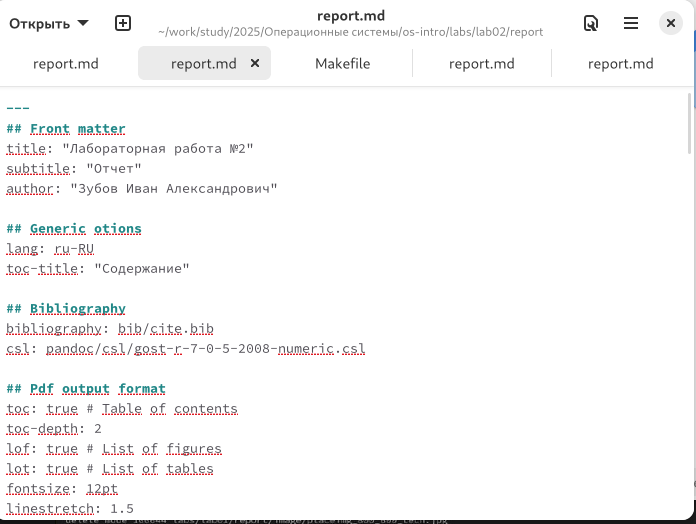 Открыть
report.md
~/work/study/2025/Операционные системы/os-intro/labs/lab02/report
report.md
report.md
Makefile
report.md
report.md
---
## Front matter
title: "Лабораторная работа №2"
subtitle: "Отчет"
author: "Зубов Иван Александрович"
## Generic otions
lang: ru-RU
toc-title: "Содержание"
## Bibliography
bibliography: bib/cite.bib
csl: pandoc/csl/gost-r-7-0-5-2008-numeric.csl
## Pdf output format
toc: true # Table of contents
toc-depth: 2
lof: true # List of figures
lot: true # List of tables
fontsize: 12pt
linestretch: 1.5